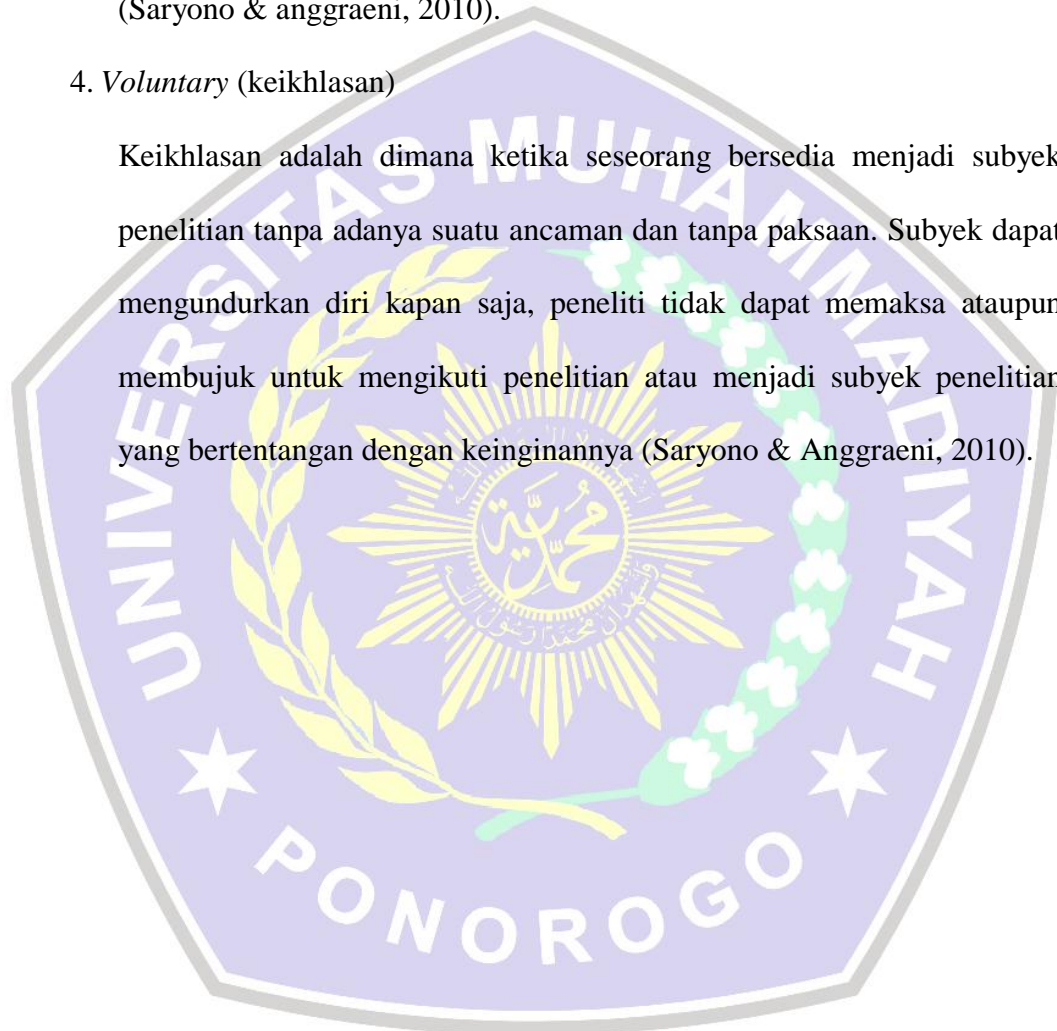 (Saryono & anggraeni, 2010).
4. Voluntary (keikhlasan)
Keikhlasan adalah dimana ketika seseorang bersedia menjadi subyek
penelitian tanpa adanya suatu ancaman dan tanpa paksaan. Subyek dapat
mengundurkan diri kapan saja, peneliti tidak dapat memaksa ataupun
membujuk untuk mengikuti penelitian atau menjadi subyek penelitian
yang bertentangan dengan keinginannya (Saryono & Anggraeni, 2010).
UNIVERSITAS MUHAMMADIYAH
محمدية
PONOROGO